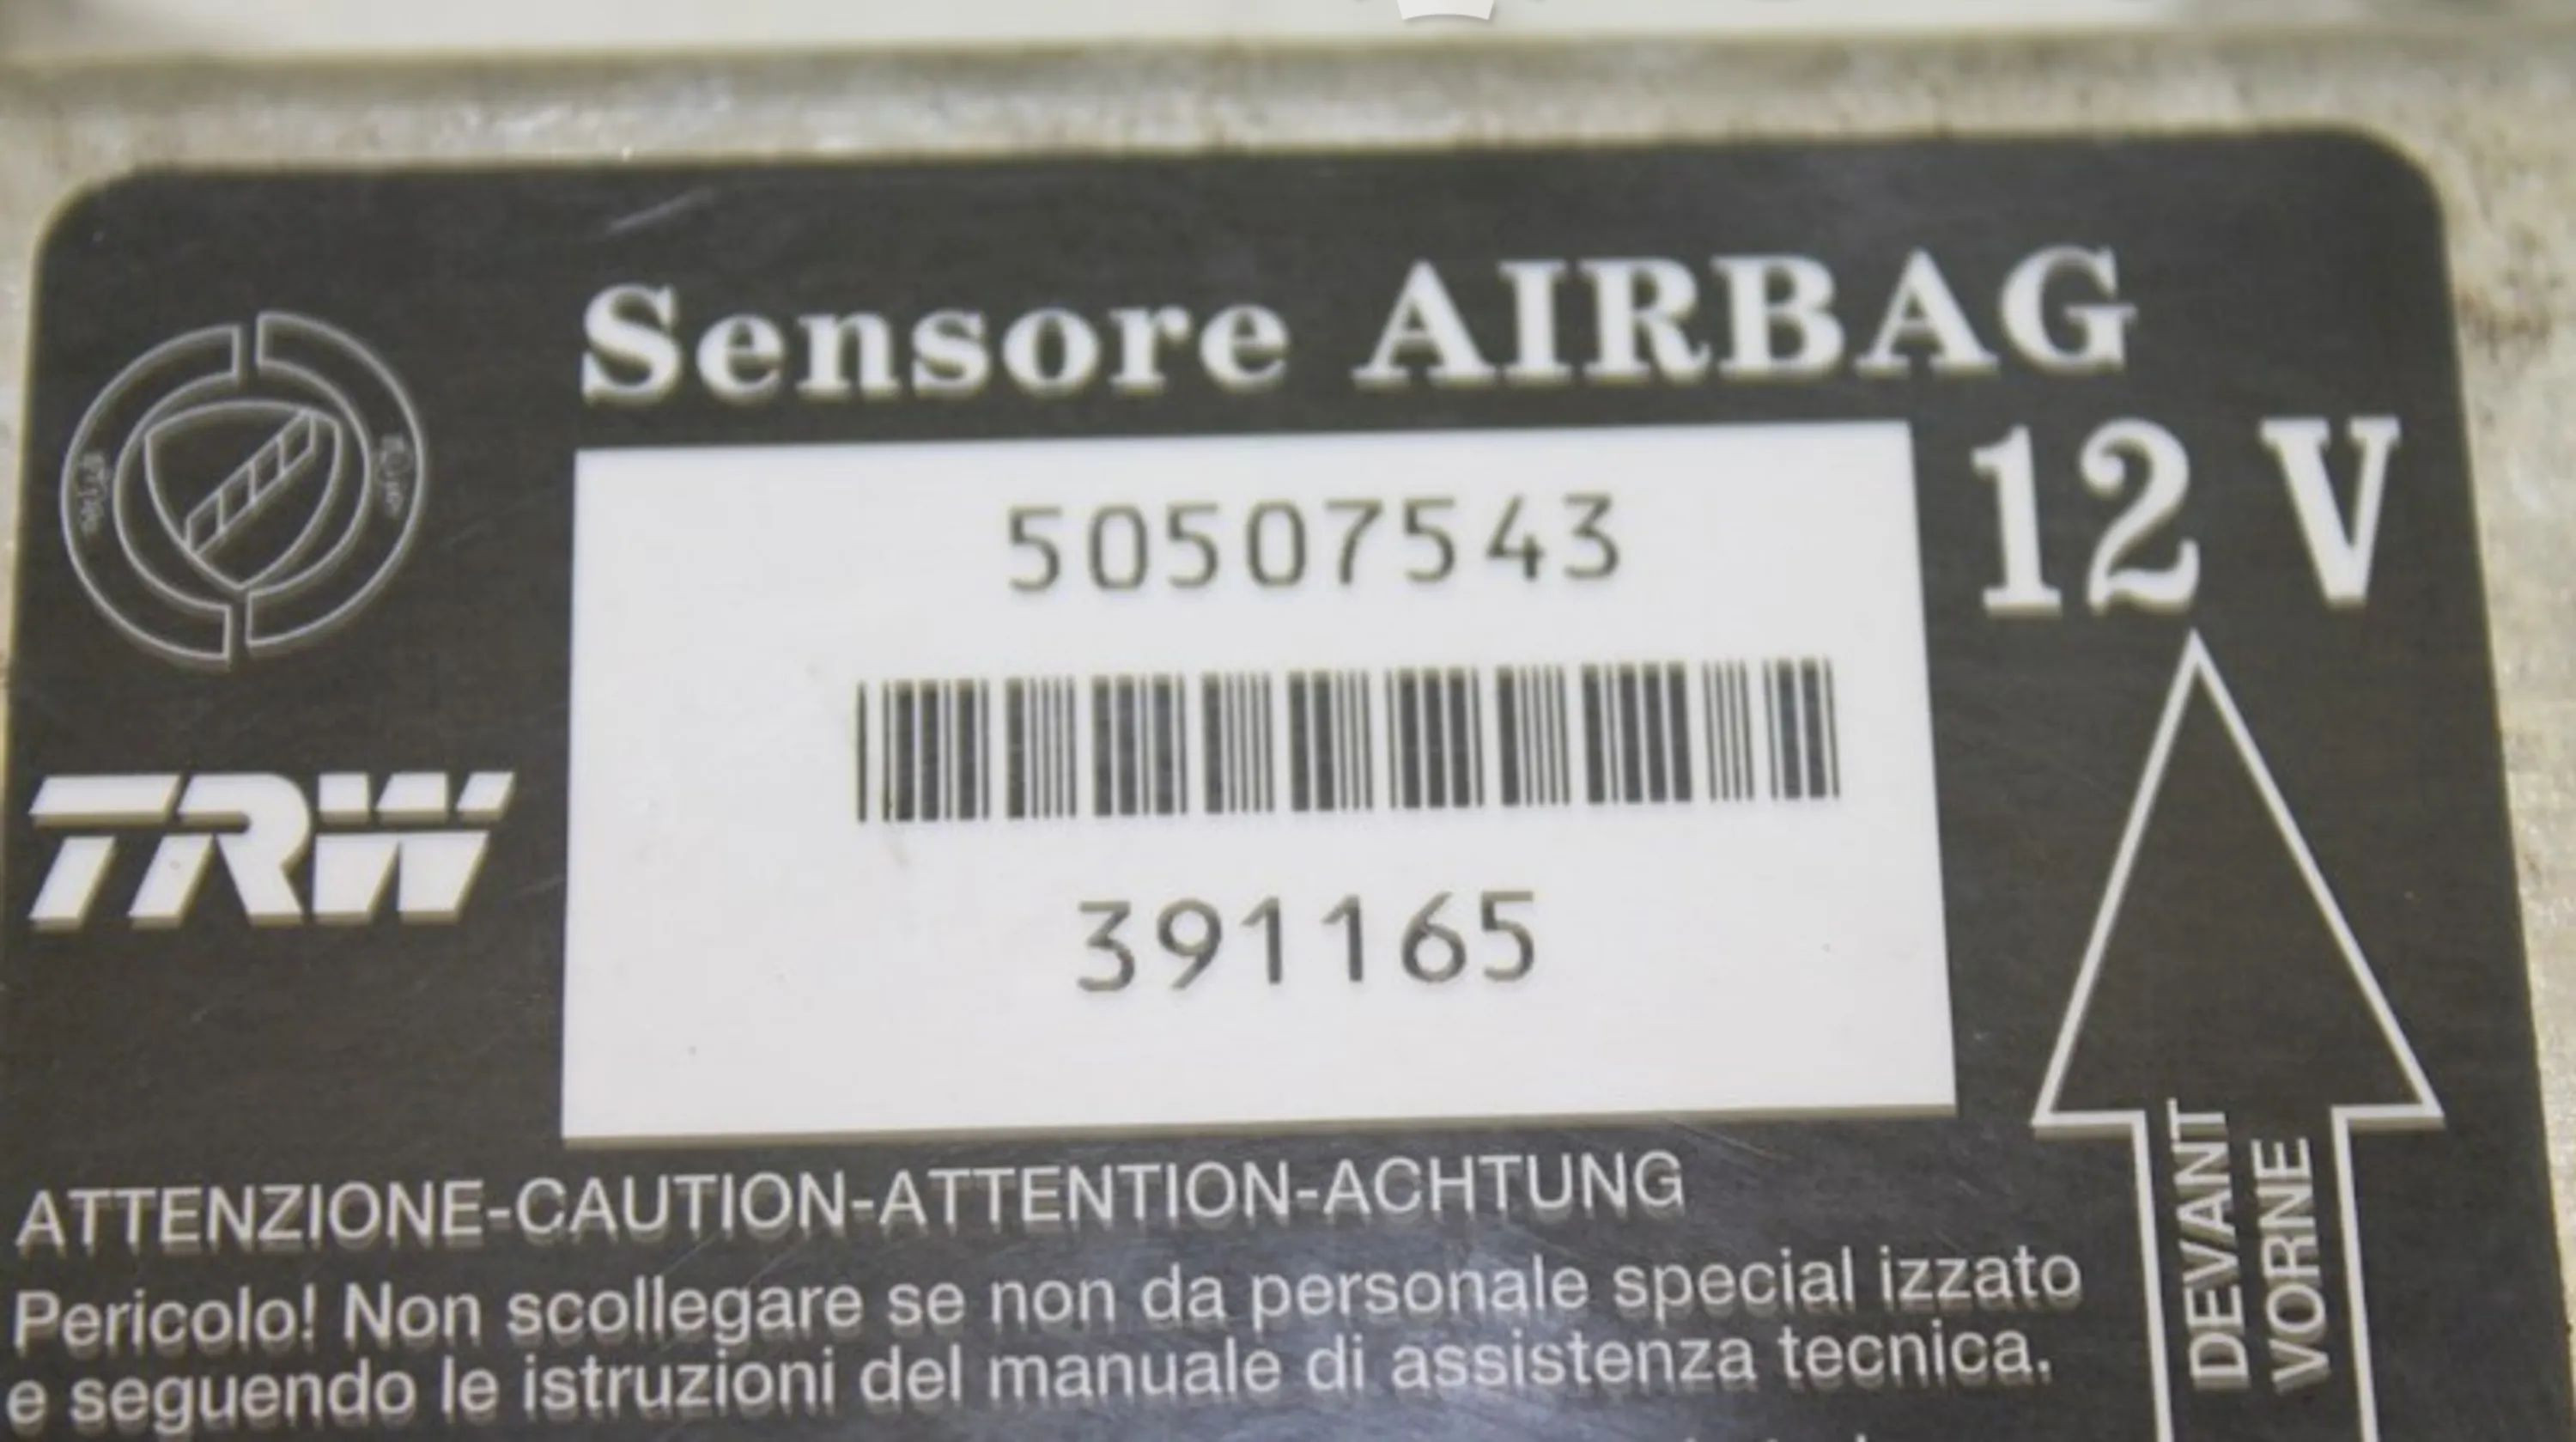 Sensore AIRBAG
12 V
50507543
TRW
391165
DEVANT
VORNE
ATTENZIONE-CAUTION-ATTENTION-ACHTUNG
Pericolo! Non scollegare se non da personale special izzato
e seguendo le istruzioni del manuale di assistenza tecnica.